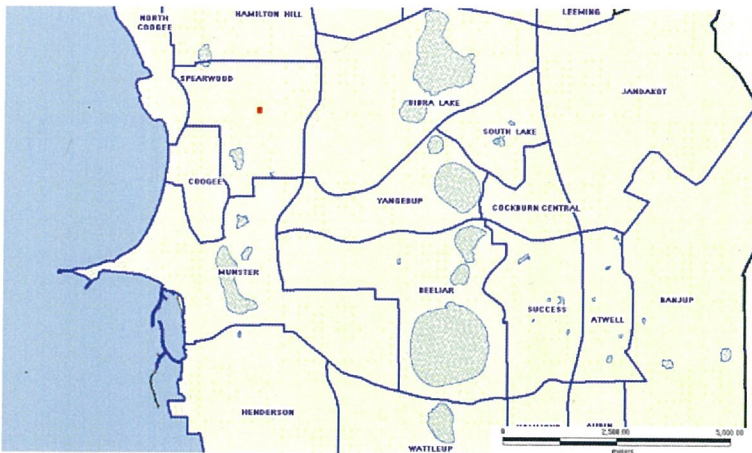 NORTH
COOGEE
HAMILTON HILL
LEEMING
SPEARWOOD
BIBRA LAKE
JANDAKOT
SOUTH LAKE
COOGEE
YANGEBUP
COCKBURN CENTRAL
MUNSTER
BEELIAR
SUCCESS
ATWELL
BANJUP
HENDERSON
WATTLEUP
0 2,500.00 5,000.00
meters